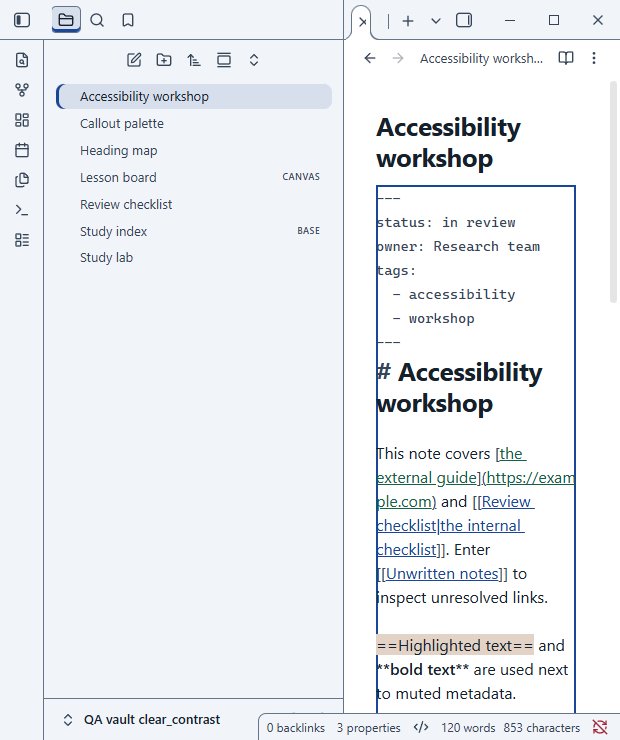 Accessibility worksh...
Accessibility workshop
Callout palette
Heading map
Lesson board CANVAS
Review checklist
Study index BASE
Study lab
QA vault clear_contrast
Accessibility
workshop
---
status: in review
owner: Research team
tags:
- accessibility
- workshop
---
# Accessibility
workshop
This note covers [the
external guide](https://exam
ple.com) and [[Review
checklist|the internal
checklist]]. Enter
[[Unwritten notes]] to
inspect unresolved links.
==Highlighted text== and
**bold text** are used next
to muted metadata.
0 backlinks 3 properties 120 words 853 characters